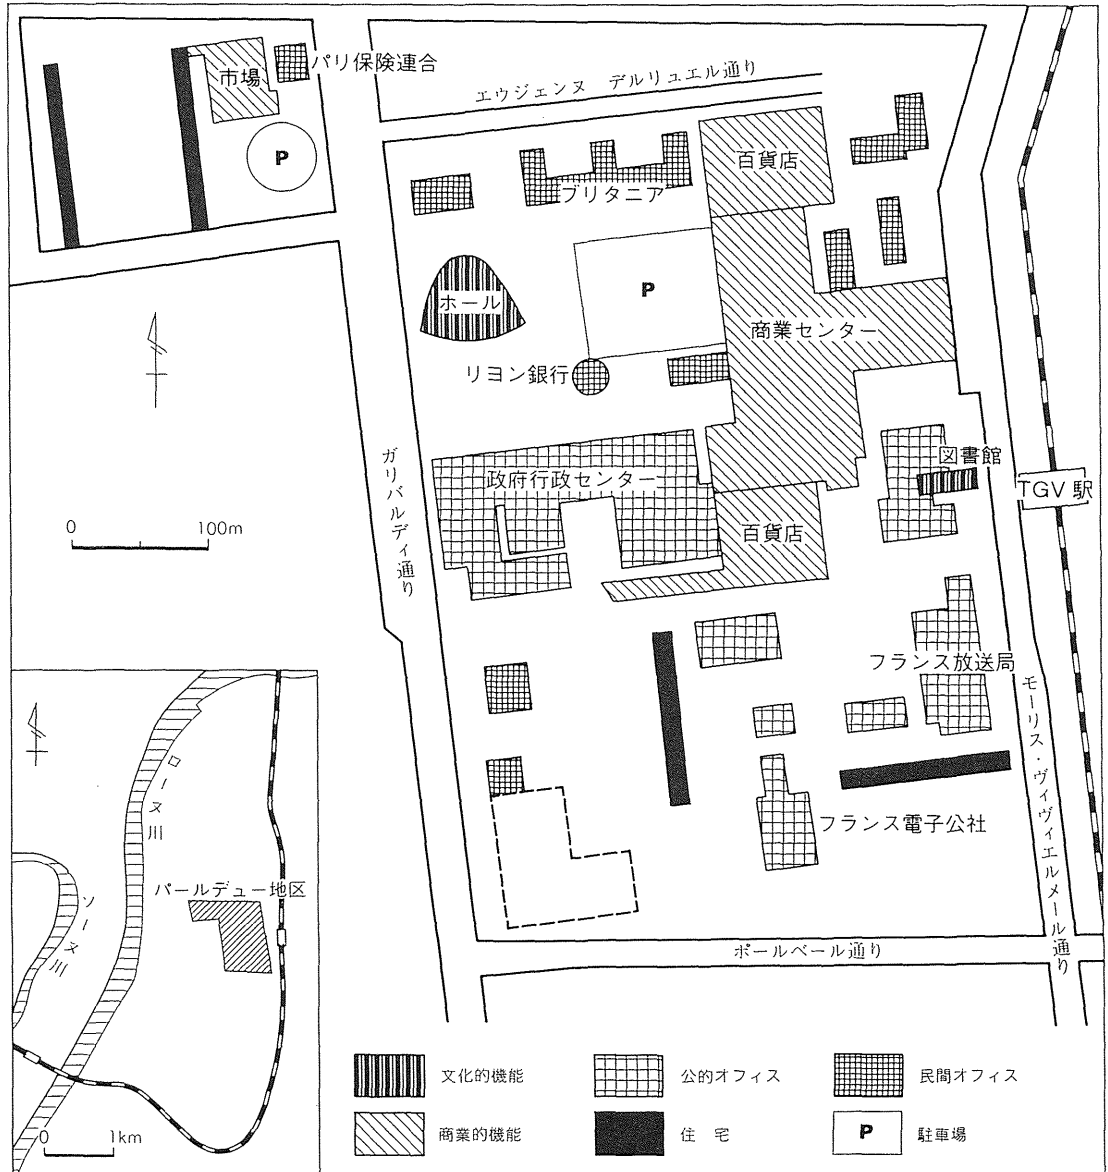 パリ保険連合
市場
P
エウジェンヌ デルリュエル通り
百貨店
ブリタニア
ホール
P
商業センター
リヨン銀行
ガリバルディ通り
政府行政センター
図書館
TGV駅
百貨店
0 100m
フランス放送局
モーリス・ヴィヴィエルメール通り
フランス電子公社
ポールベール通り
ローヌ川
ソーヌ川
パールデュー地区
0 1km
文化的機能
公的オフィス
民間オフィス
商業的機能
住宅
P
駐車場